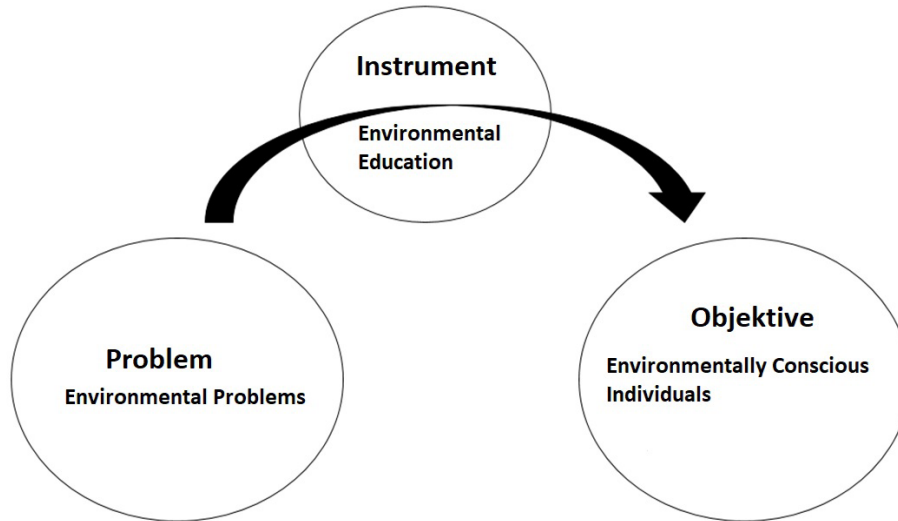 Instrument
Environmental
Education
Problem
Environmental Problems
Objektive
Environmentally Conscious
Individuals